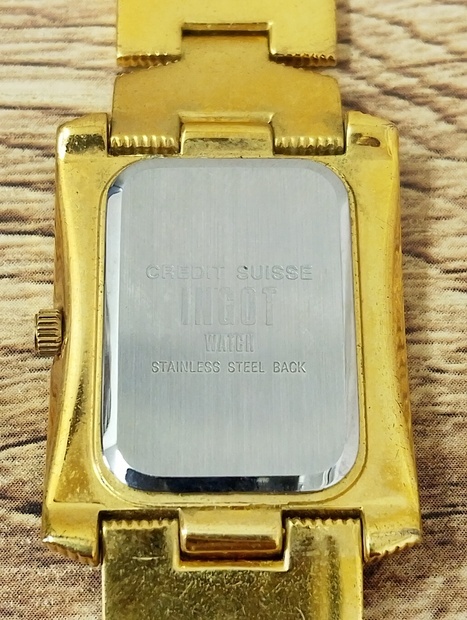 CREDIT SUISSE
INGOT
WATCH
STAINLESS STEEL BACK